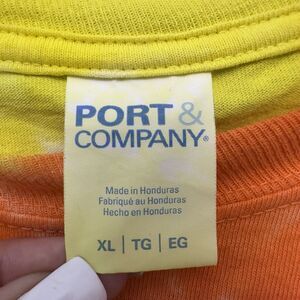 PORT &
COMPANY®
Made in Honduras
Fabriqué au Honduras
Hecho en Honduras
XL | TG | EG